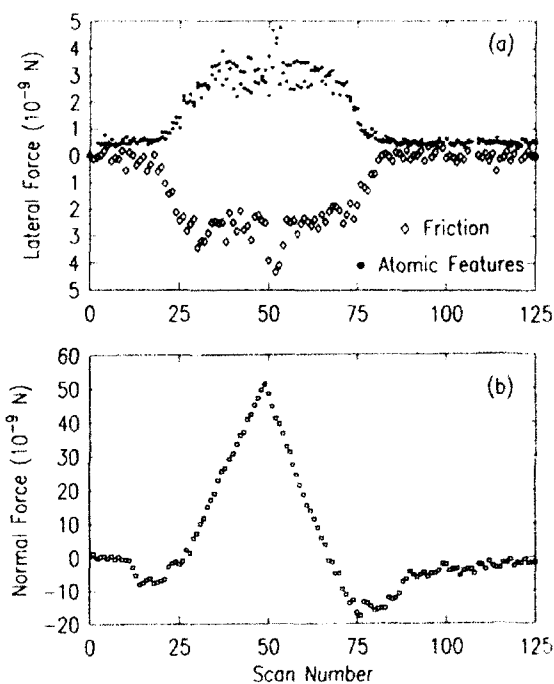 (a)
Lateral Force (10⁻⁹ N)
5
4
3
2
1
0
1
2
3
4
5
◇ Friction
● Atomic Features
0 25 50 75 100 125
(b)
Normal Force (10⁻⁹ N)
60
50
40
30
20
10
0
-10
-20
0 25 50 75 100 125
Scan Number